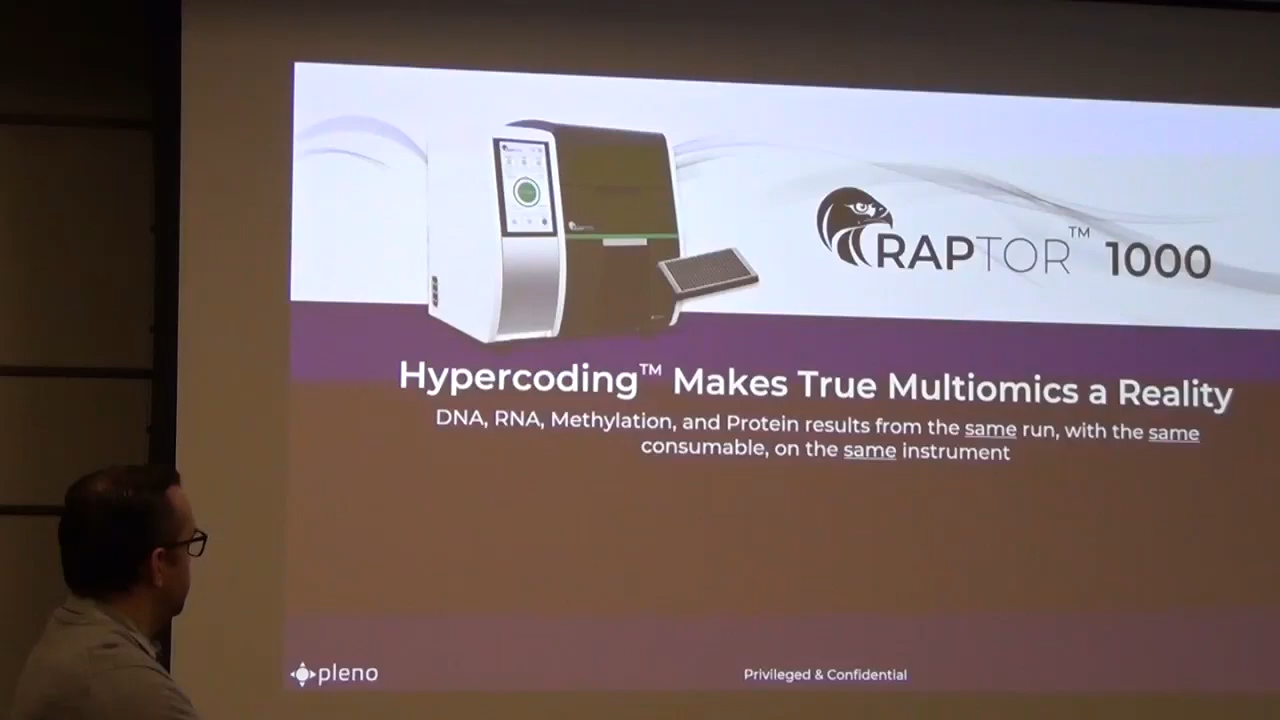 RAPTOR™ 1000
Hypercoding™ Makes True Multiomics a Reality
DNA, RNA, Methylation, and Protein results from the same run, with the same
consumable, on the same instrument
pleno
Privileged & Confidential